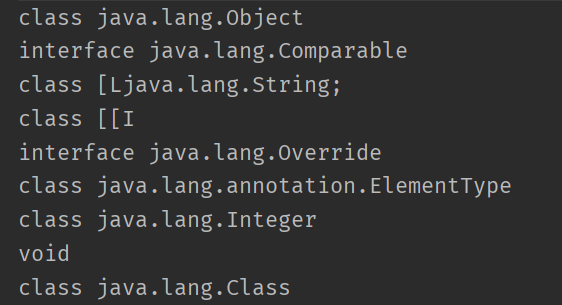 class java.lang.Object
interface java.lang.Comparable
class [Ljava.lang.String;
class [[I
interface java.lang.Override
class java.lang.annotation.ElementType
class java.lang.Integer
void
class java.lang.Class